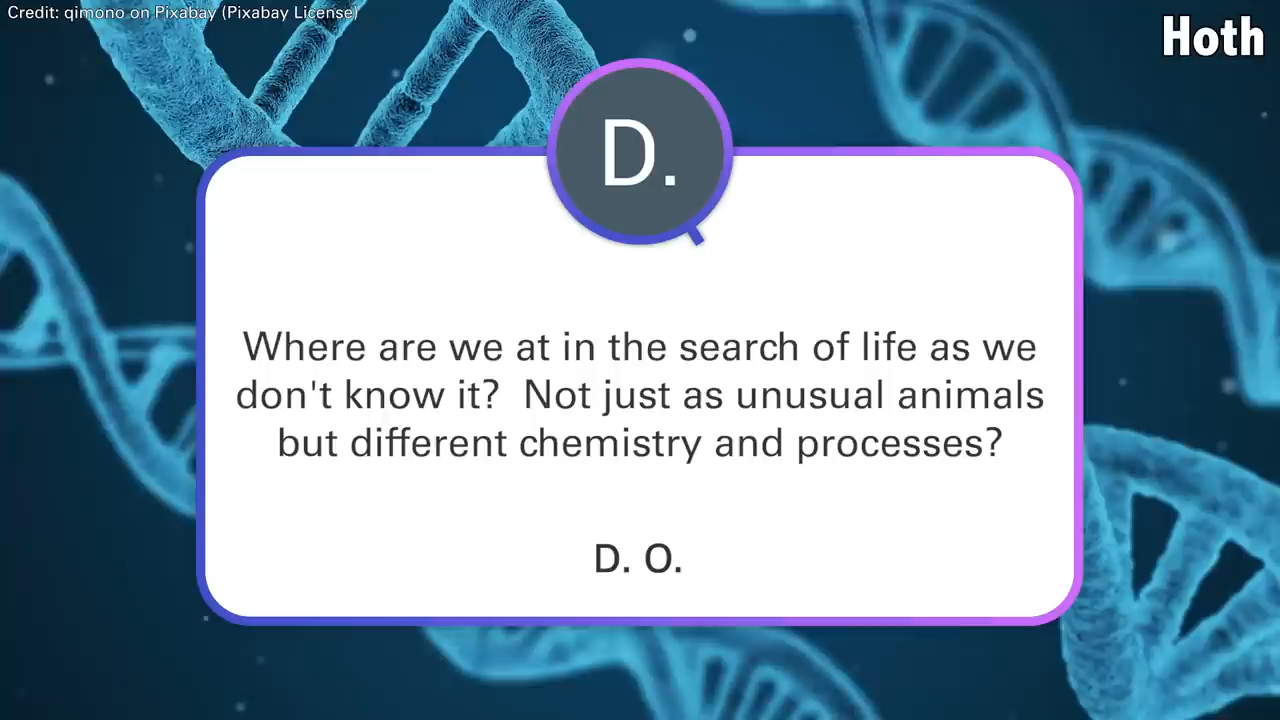 Credit: qimono on Pixabay (Pixabay License)
Hoth
D.
Where are we at in the search of life as we
don't know it?  Not just as unusual animals
but different chemistry and processes?
D. O.